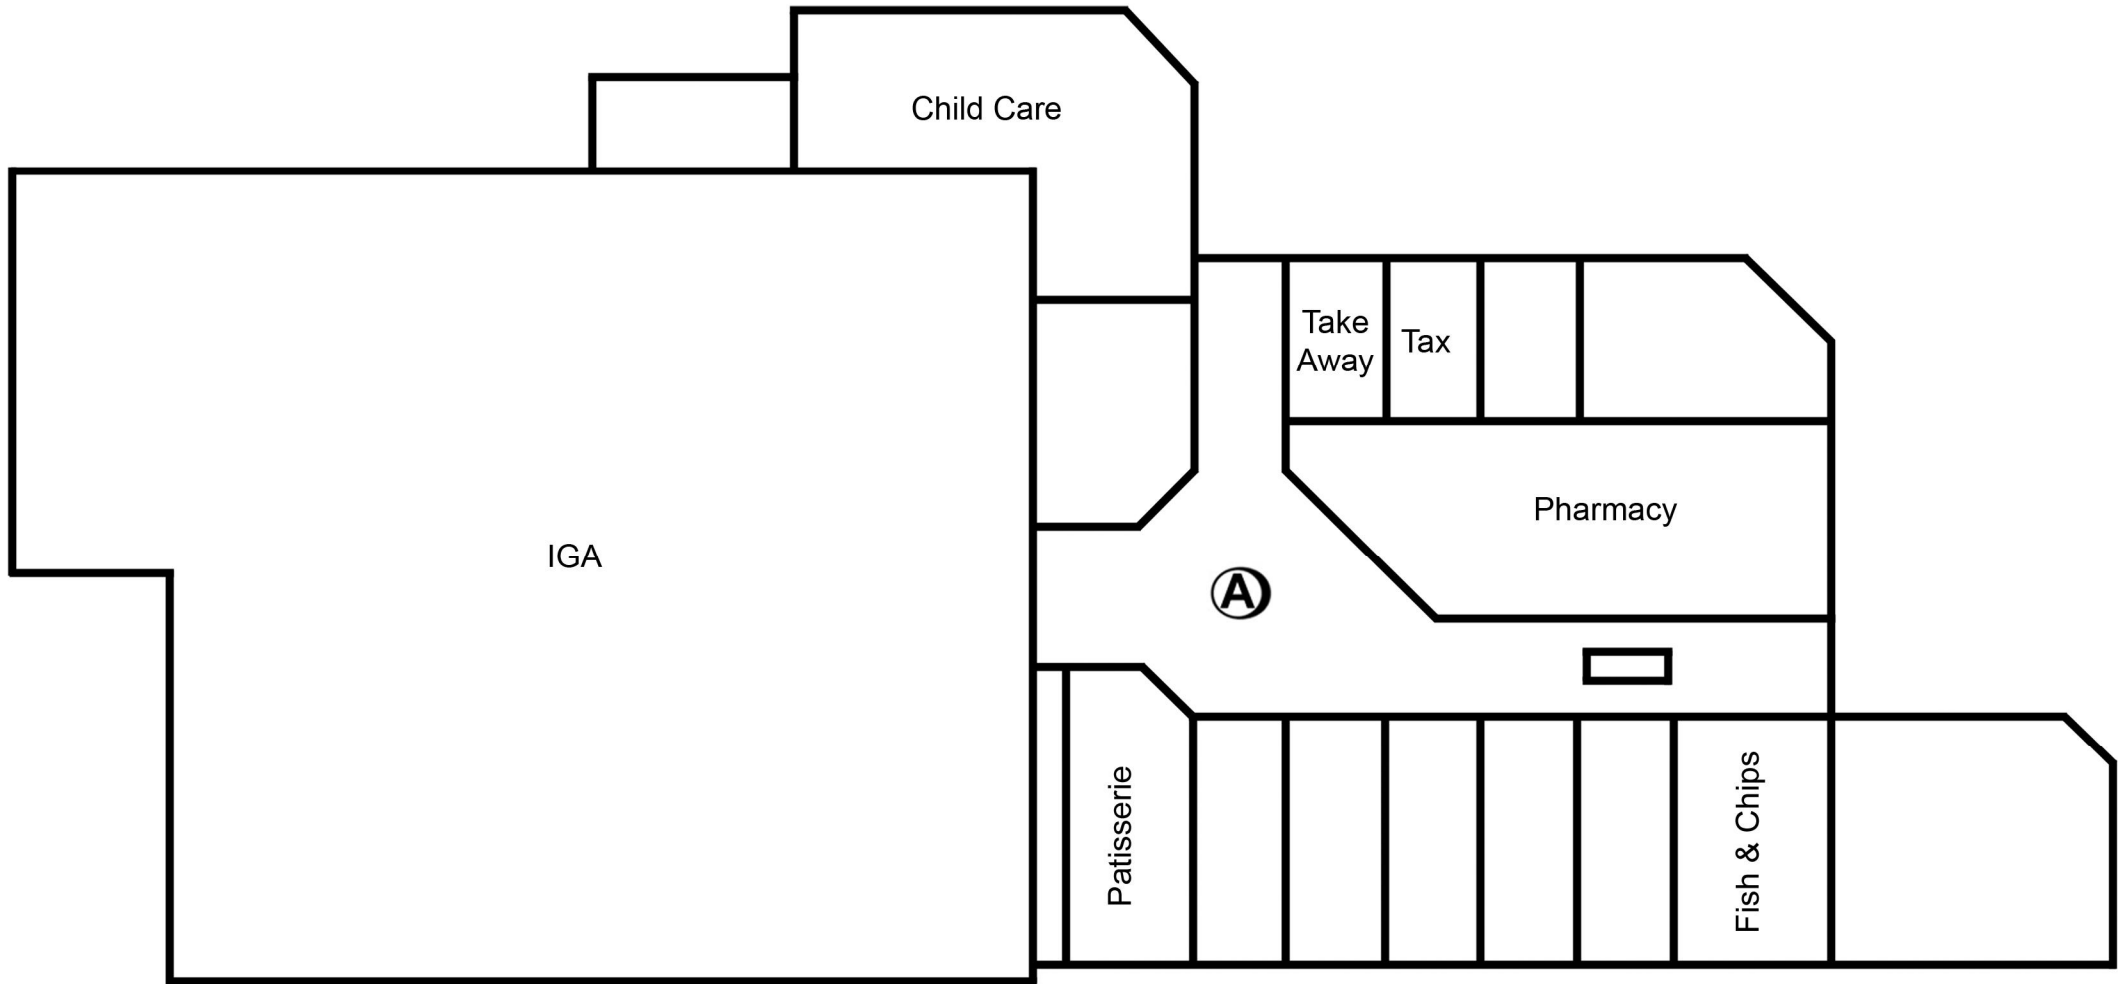 Child Care
Take
Away
Tax
Pharmacy
IGA
A
Patisserie
Fish & Chips